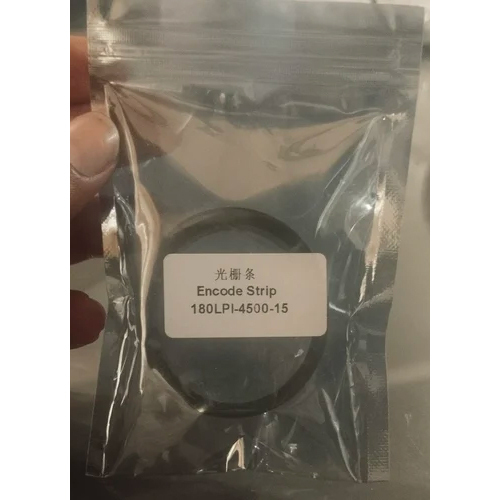 光栅条
Encode Strip
180LPI-4500-15